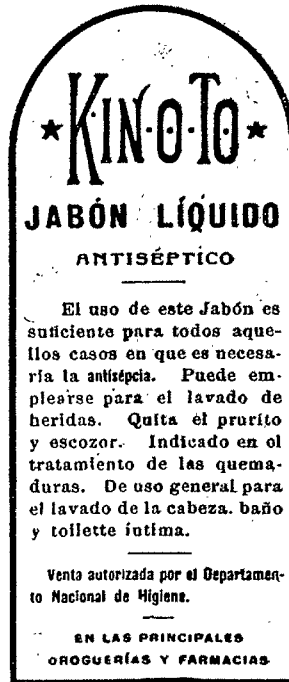 ★KIN·O·TO★
JABÓN LÍQUIDO
ANTISÉPTICO
El uso de este Jabón es
suficiente para todos aque-
llos casos en que es necesa-
ria la antisépcia. Puede em-
plearse para el lavado de
heridas. Quita el prurito
y escozor. Indicado en el
tratamiento de las quema-
duras. De uso general para
el lavado de la cabeza. baño
y toilette íntima.
Venta autorizada por el Departamen-
to Nacional de Higiene.
EN LAS PRINCIPALES
DROGUERÍAS Y FARMACIAS